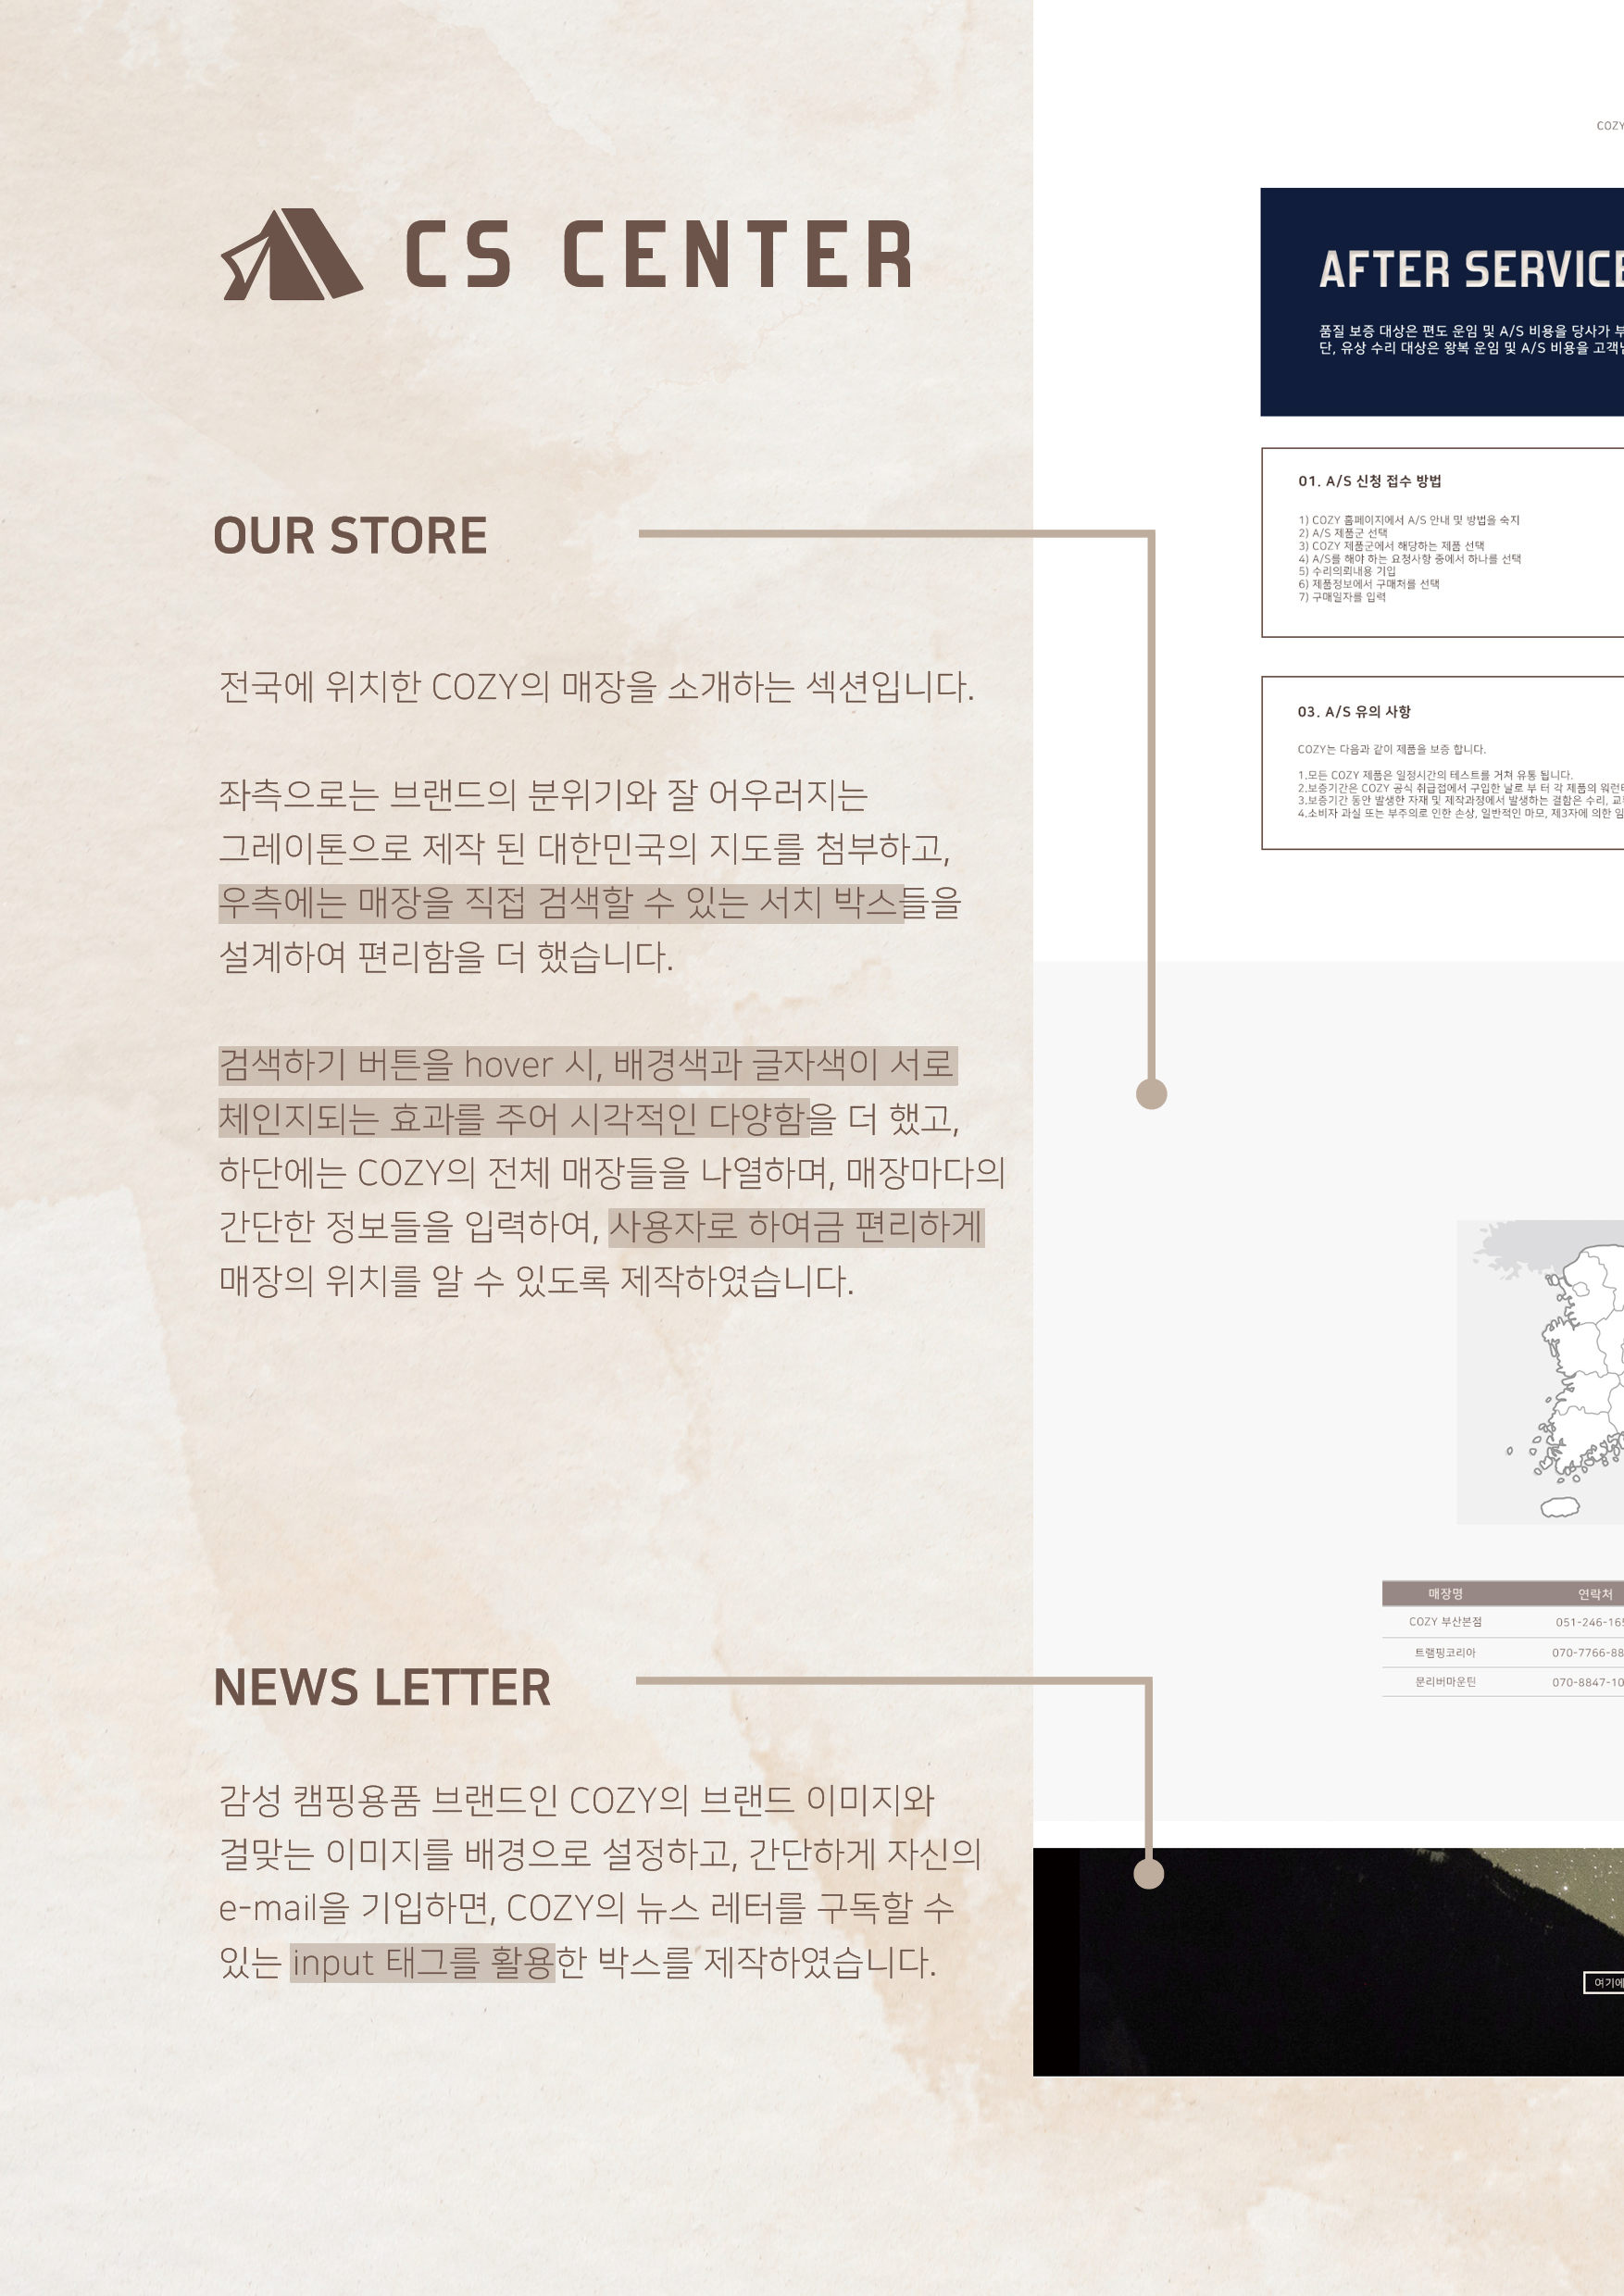 CS CENTER
OUR STORE
전국에 위치한 COZY의 매장을 소개하는 섹션입니다.
좌측으로는 브랜드의 분위기와 잘 어우러지는
그레이톤으로 제작 된 대한민국의 지도를 첨부하고,
우측에는 매장을 직접 검색할 수 있는 서치 박스들을
설계하여 편리함을 더 했습니다.
검색하기 버튼을 hover 시, 배경색과 글자색이 서로
체인지되는 효과를 주어 시각적인 다양함을 더 했고,
하단에는 COZY의 전체 매장들을 나열하며, 매장마다의
간단한 정보들을 입력하여, 사용자로 하여금 편리하게
매장의 위치를 알 수 있도록 제작하였습니다.
NEWS LETTER
감성 캠핑용품 브랜드인 COZY의 브랜드 이미지와
걸맞는 이미지를 배경으로 설정하고, 간단하게 자신의
e-mail을 기입하면, COZY의 뉴스 레터를 구독할 수
있는 input 태그를 활용한 박스를 제작하였습니다.
COZY
AFTER SERVICE
품질 보증 대상은 편도 운임 및 A/S 비용을 당사가 부
단, 유상 수리 대상은 왕복 운임 및 A/S 비용을 고객님
01. A/S 신청 접수 방법
1) COZY 홈페이지에서 A/S 안내 및 방법을 숙지
2) A/S 제품군 선택
3) COZY 제품군에서 해당하는 제품 선택
4) A/S를 해야 하는 요청사항 중에서 하나를 선택
5) 수리의뢰내용 기입
6) 제품정보에서 구매처를 선택
7) 구매일자를 입력
03. A/S 유의 사항
COZY는 다음과 같이 제품을 보증 합니다.
1.모든 COZY 제품은 일정시간의 테스트를 거쳐 유통 됩니다.
2.보증기간은 COZY 공식 취급점에서 구입한 날로 부 터 각 제품의 워런티
3.보증기간 동안 발생한 자재 및 제작과정에서 발생하는 결함은 수리, 교
4.소비자 과실 또는 부주의로 인한 손상, 일반적인 마모, 제3자에 의한 임
매장명 연락처
COZY 부산본점 051-246-16
트램핑코리아 070-7766-88
문리버마운틴 070-8847-10
여기에